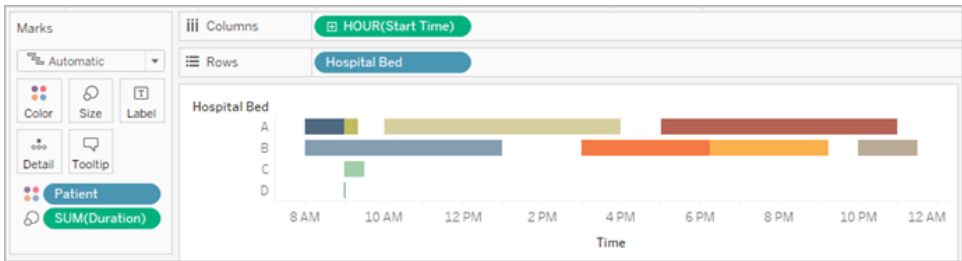 Marks
Automatic
Color
Size
T
Label
Detail
Tooltip
Patient
SUM(Duration)
iii Columns
HOUR(Start Time)
Rows
Hospital Bed
Hospital Bed
A
B
C
D
8 AM 10 AM 12 PM 2 PM 4 PM 6 PM 8 PM 10 PM 12 AM
Time